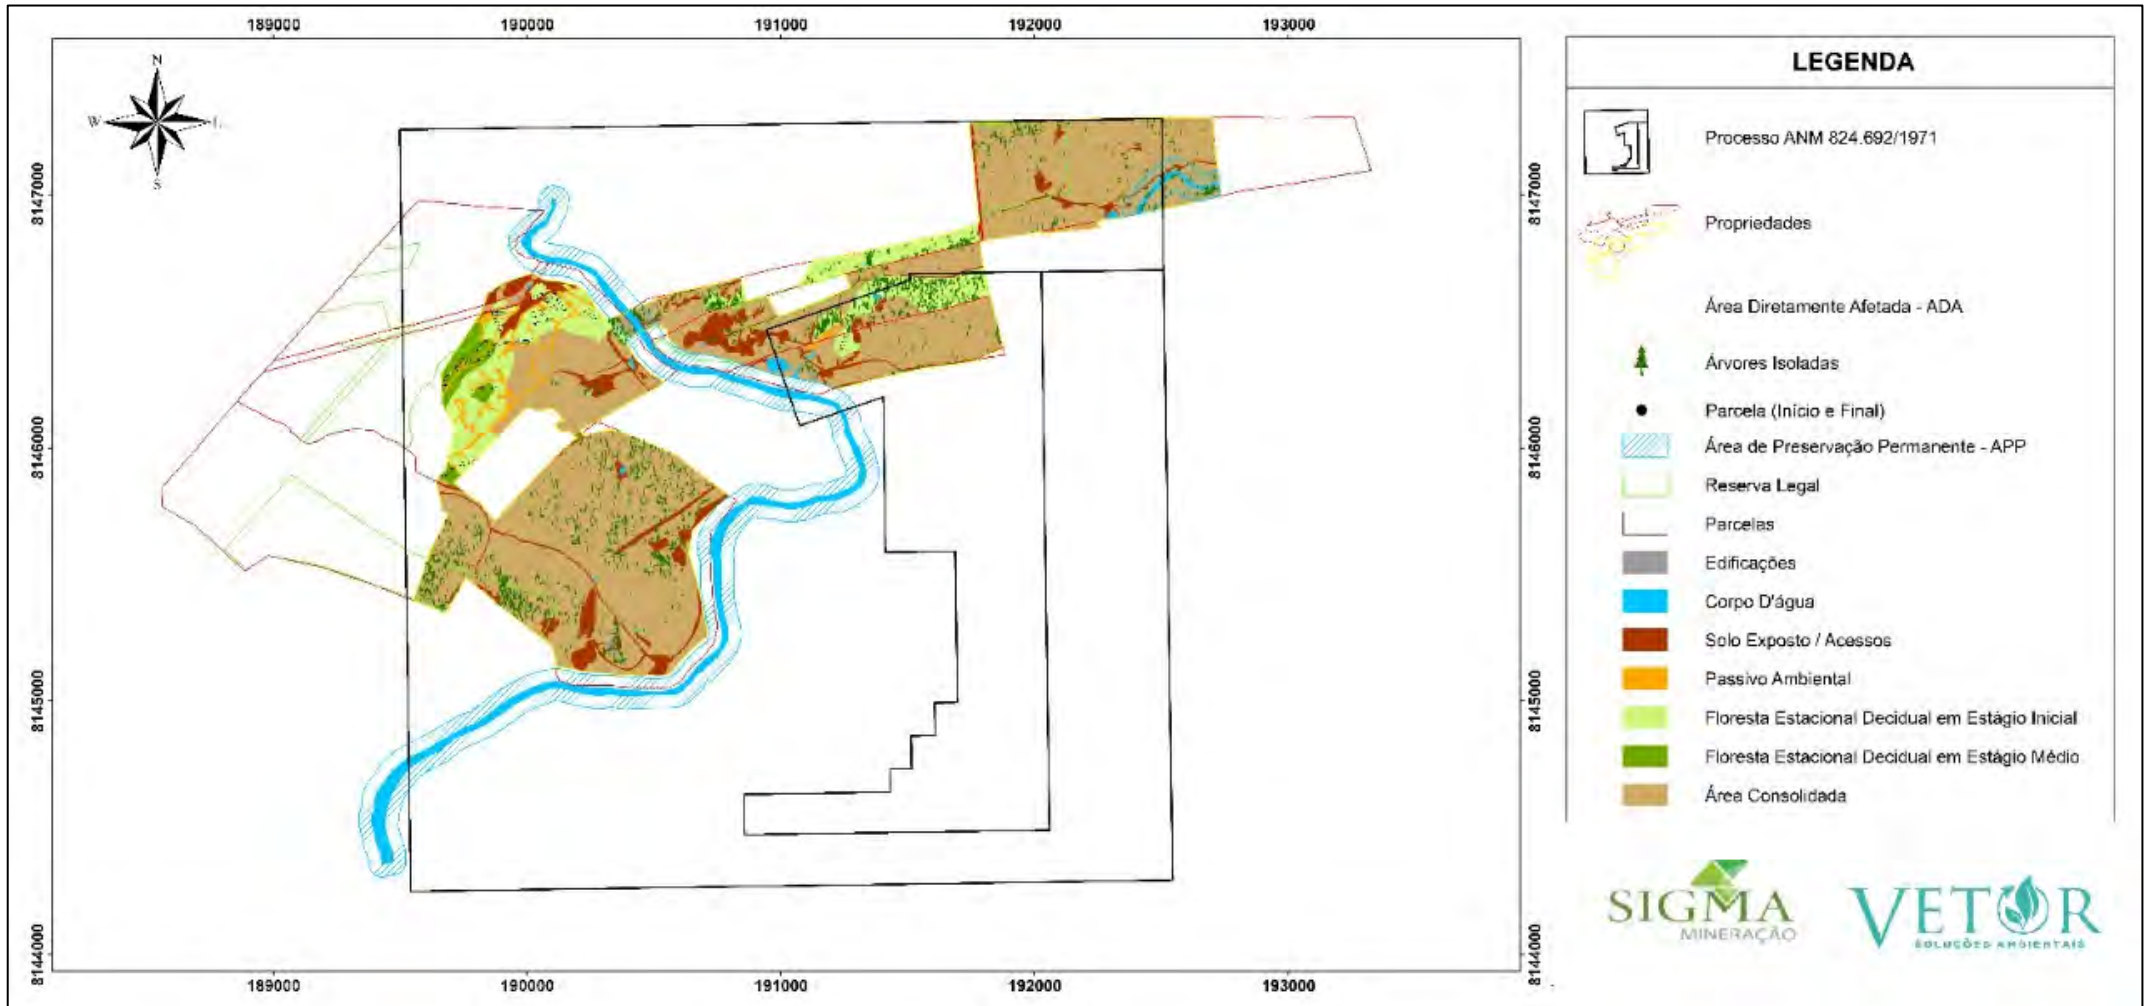 189000 190000 191000 192000 193000
N
W L
S
8147000 8147000
8146000 8146000
8145000 8145000
8144000 8144000
189000 190000 191000 192000 193000
LEGENDA
Processo ANM 824.692/1971
Propriedades
Área Diretamente Afetada - ADA
Árvores Isoladas
Parcela (Início e Final)
Área de Preservação Permanente - APP
Reserva Legal
Parcelas
Edificações
Corpo D'água
Solo Exposto / Acessos
Passivo Ambiental
Floresta Estacional Decidual em Estágio Inicial
Floresta Estacional Decidual em Estágio Médio
Área Consolidada
SIGMA
MINERAÇÃO
VETOR
SOLUÇÕES AMBIENTAIS